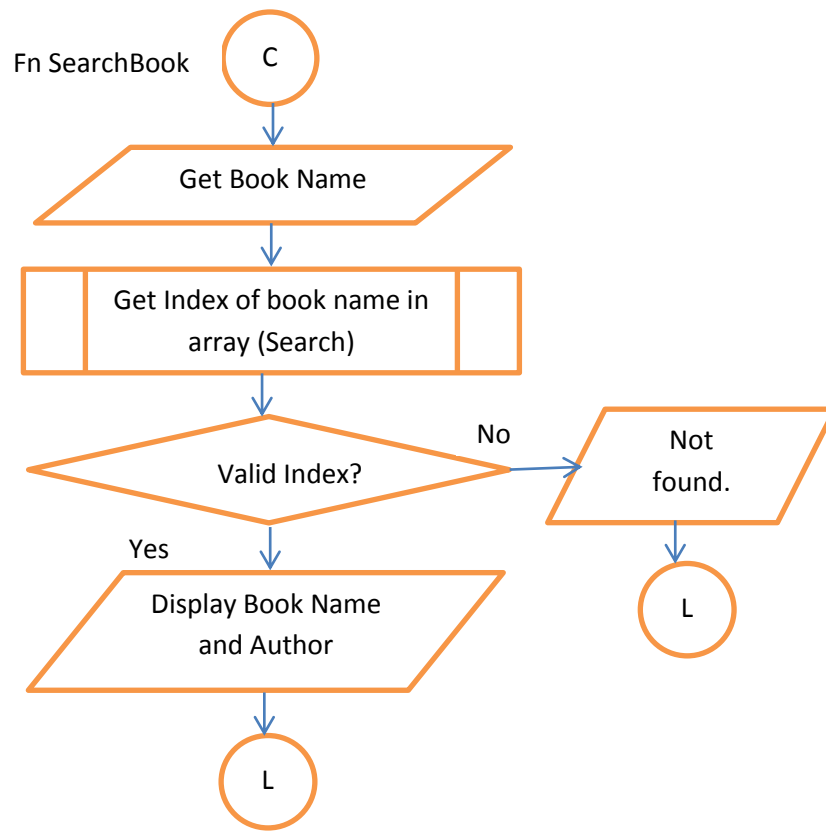 Fn SearchBook
C
Get Book Name
Get Index of book name in
array (Search)
Valid Index?
No
Not
found.
L
Yes
Display Book Name
and Author
L